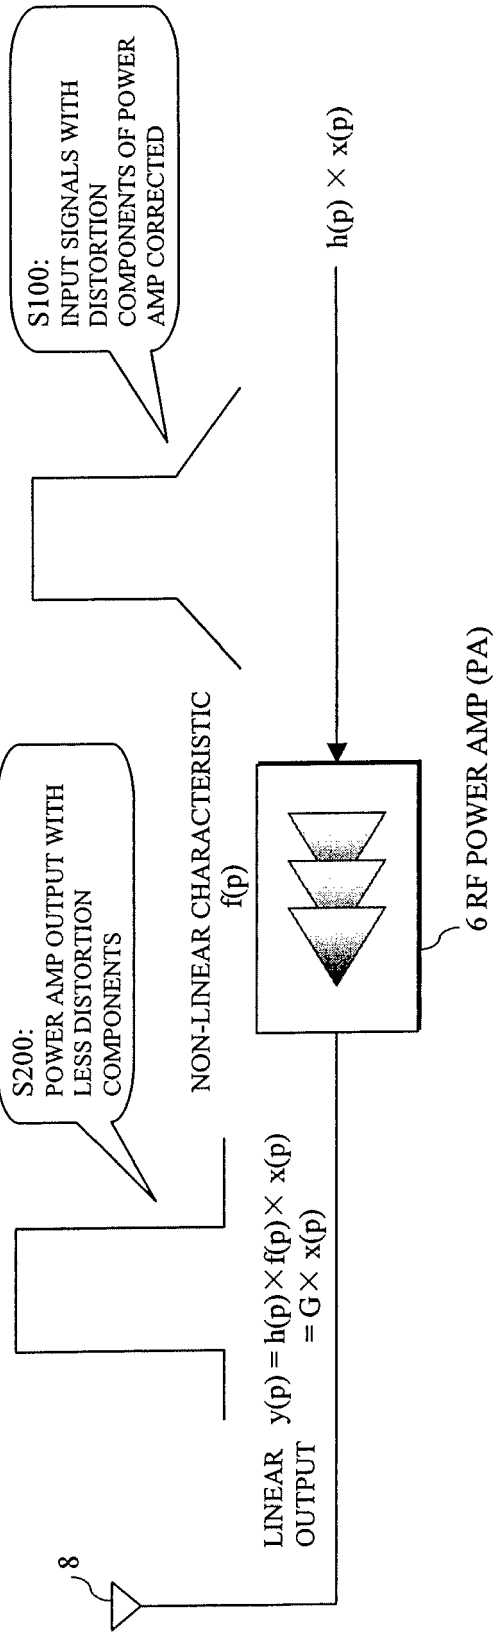 8
LINEAR
OUTPUT
y(p) = h(p) × f(p) × x(p)
= G × x(p)
S200:
POWER AMP OUTPUT WITH
LESS DISTORTION
COMPONENTS
NON-LINEAR CHARACTERISTIC
f(p)
6 RF POWER AMP (PA)
S100:
INPUT SIGNALS WITH
DISTORTION
COMPONENTS OF POWER
AMP CORRECTED
h(p) × x(p)